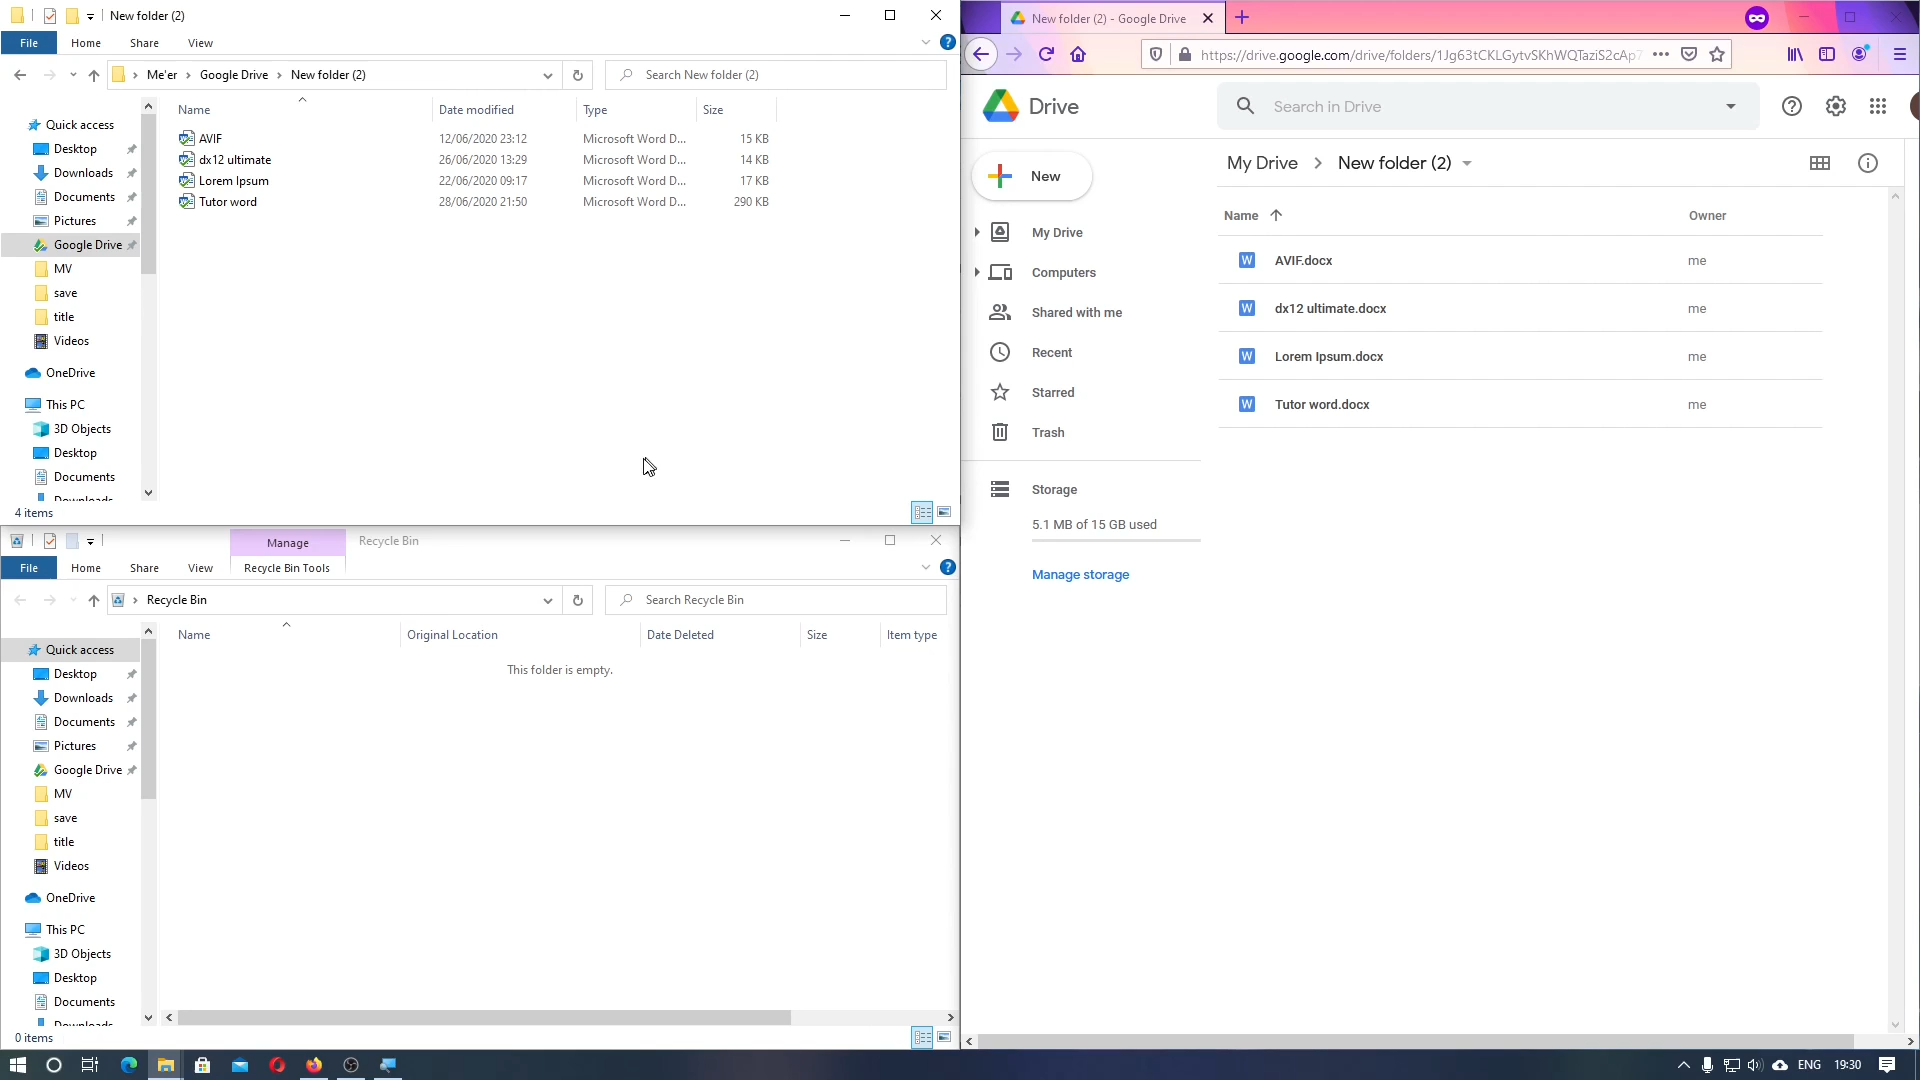 New folder (2)
File Home Share View
Me'er > Google Drive > New folder (2)
Search New folder (2)
Name Date modified Type Size
AVIF 12/06/2020 23:12 Microsoft Word D... 15 KB
dx12 ultimate 26/06/2020 13:29 Microsoft Word D... 14 KB
Lorem Ipsum 22/06/2020 09:17 Microsoft Word D... 17 KB
Tutor word 28/06/2020 21:50 Microsoft Word D... 290 KB
Quick access
Desktop
Downloads
Documents
Pictures
Google Drive
MV
save
title
Videos
OneDrive
This PC
3D Objects
Desktop
Documents
Downloads
4 items
Manage Recycle Bin
File Home Share View Recycle Bin Tools
Recycle Bin
Search Recycle Bin
Name Original Location Date Deleted Size Item type
This folder is empty.
Quick access
Desktop
Downloads
Documents
Pictures
Google Drive
MV
save
title
Videos
OneDrive
This PC
3D Objects
Desktop
Documents
Downloads
0 items
New folder (2) - Google Drive
https://drive.google.com/drive/folders/1Jg63tCKLGytvSKhWQTaziS2cAp7
Drive
Search in Drive
New
My Drive
Computers
Shared with me
Recent
Starred
Trash
Storage
5.1 MB of 15 GB used
Manage storage
My Drive > New folder (2)
Name Owner
AVIF.docx me
dx12 ultimate.docx me
Lorem Ipsum.docx me
Tutor word.docx me
ENG 19:30